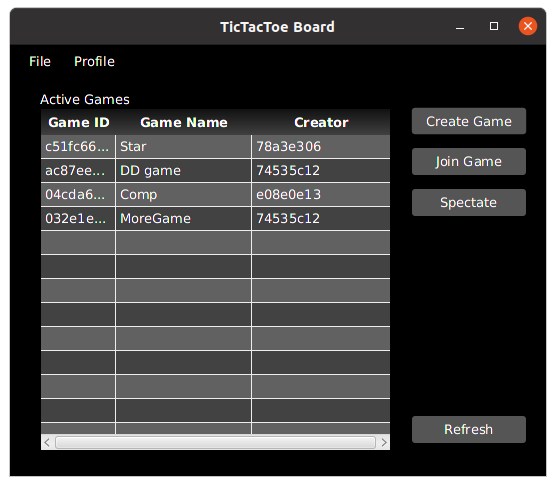 TicTacToe Board
File Profile
Active Games
Game ID Game Name Creator
c51fc66... Star 78a3e306
ac87ee... DD game 74535c12
04cda6... Comp e08e0e13
032e1e... MoreGame 74535c12
Create Game
Join Game
Spectate
Refresh